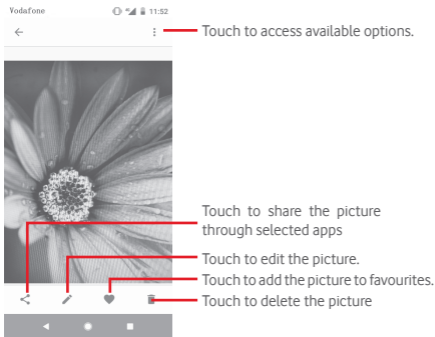 Vodafone 11:52
Touch to access available options.
Touch to share the picture
through selected apps
Touch to edit the picture.
Touch to add the picture to favourites.
Touch to delete the picture